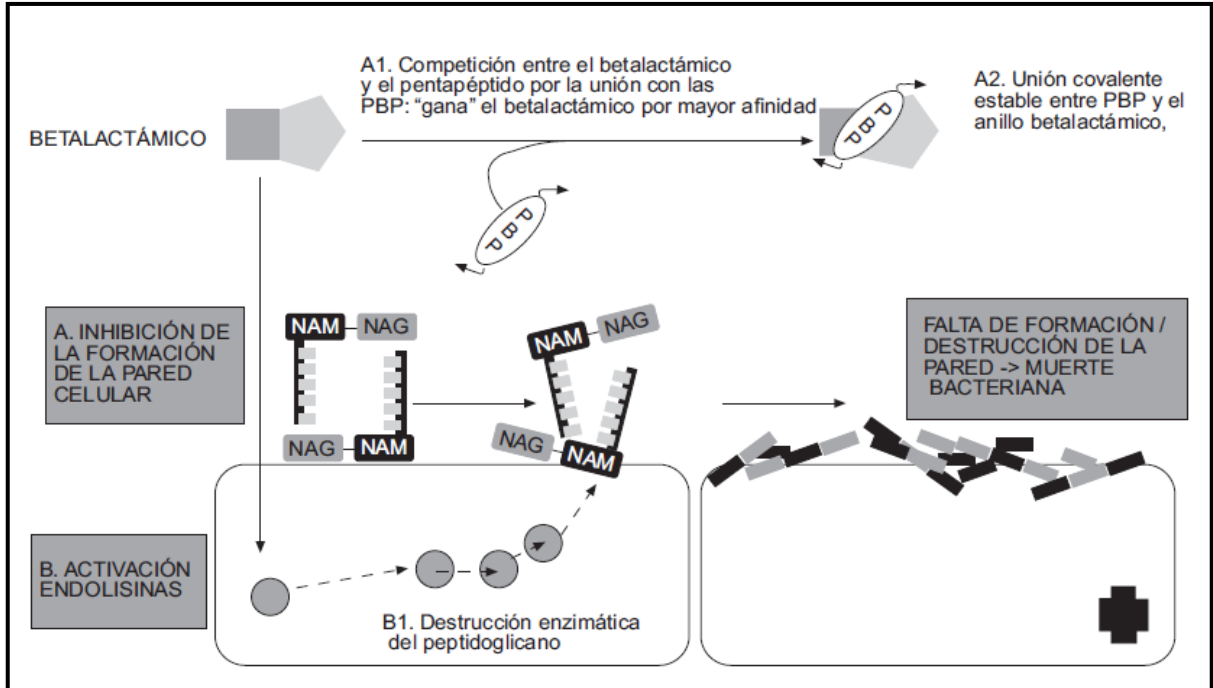 A1. Competición entre el betalactámico
y el pentapéptido por la unión con las
PBP: “gana” el betalactámico por mayor afinidad
A2. Unión covalente
estable entre PBP y el
anillo betalactámico,
BETALACTÁMICO
PBP
PBP
A. INHIBICIÓN DE
LA FORMACIÓN
DE LA PARED
CELULAR
NAM
NAG
NAG
NAM
NAM
NAG
NAG
NAM
FALTA DE FORMACIÓN /
DESTRUCCIÓN DE LA
PARED -> MUERTE
BACTERIANA
B. ACTIVACIÓN
ENDOLISINAS
B1. Destrucción enzimática
del peptidoglicano